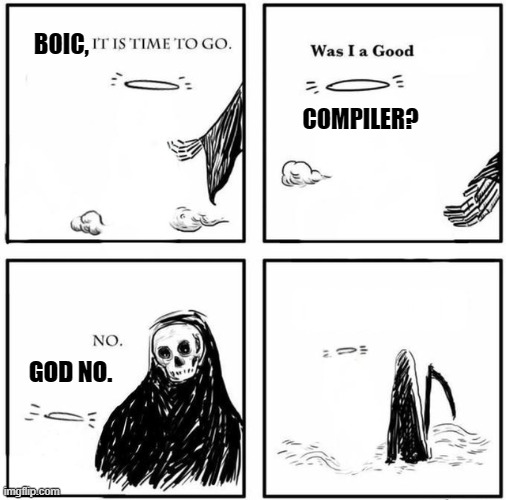 BOIC, IT IS TIME TO GO.
Was I a Good
COMPILER?
NO.
GOD NO.
imgflip.com